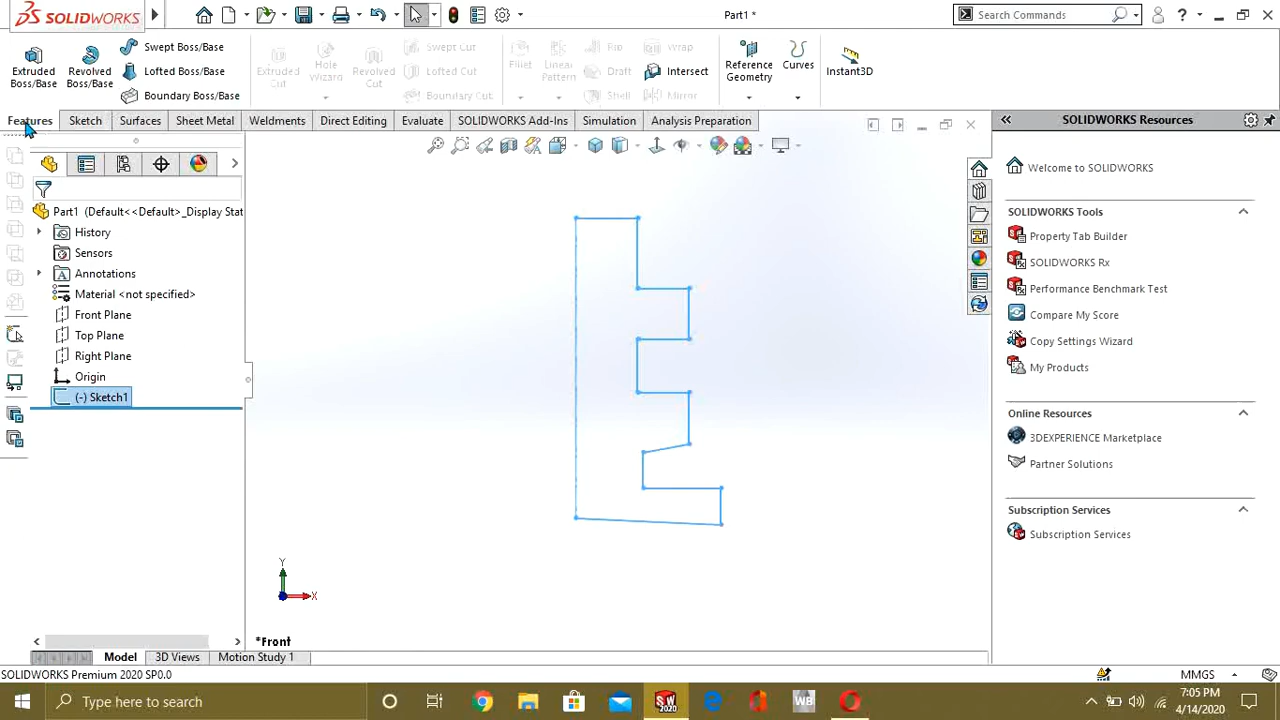 SOLIDWORKS
Part1 *
Search Commands
Extruded Boss/Base
Revolved Boss/Base
Swept Boss/Base
Lofted Boss/Base
Boundary Boss/Base
Extruded Cut
Hole Wizard
Revolved Cut
Swept Cut
Lofted Cut
Boundary Cut
Fillet
Linear Pattern
Rib
Draft
Shell
Wrap
Intersect
Mirror
Reference Geometry
Curves
Instant3D
Features
Sketch
Surfaces
Sheet Metal
Weldments
Direct Editing
Evaluate
SOLIDWORKS Add-Ins
Simulation
Analysis Preparation
SOLIDWORKS Resources
Part1 (Default<<Default>_Display Stat
History
Sensors
Annotations
Material <not specified>
Front Plane
Top Plane
Right Plane
Origin
(-) Sketch1
Welcome to SOLIDWORKS
SOLIDWORKS Tools
Property Tab Builder
SOLIDWORKS Rx
Performance Benchmark Test
Compare My Score
Copy Settings Wizard
My Products
Online Resources
3DEXPERIENCE Marketplace
Partner Solutions
Subscription Services
Subscription Services
Y
X
*Front
Model
3D Views
Motion Study 1
SOLIDWORKS Premium 2020 SP0.0
MMGS
Type here to search
7:05 PM
4/14/2020